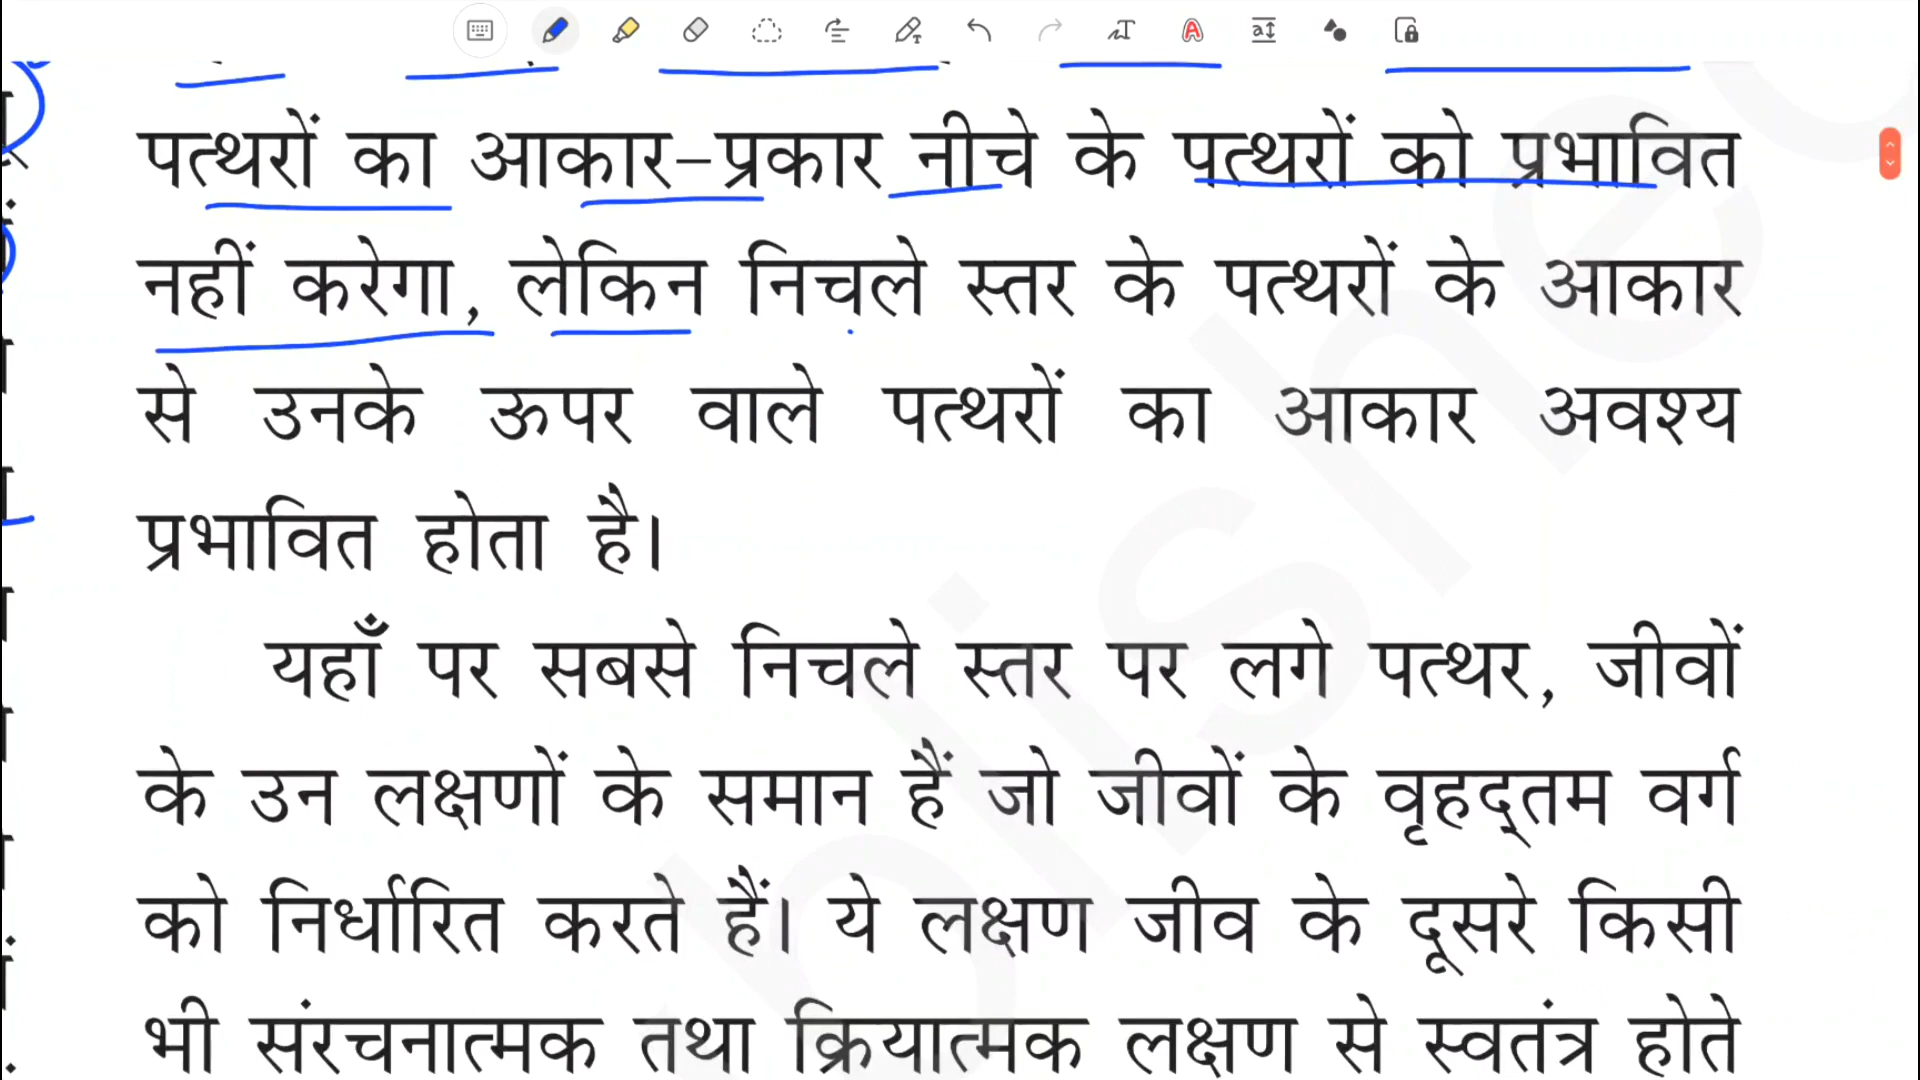 पत्थरों का आकार–प्रकार नीचे के पत्थरों को प्रभावित
नहीं करेगा, लेकिन निचले स्तर के पत्थरों के आकार
से उनके ऊपर वाले पत्थरों का आकार अवश्य
प्रभावित होता है।
यहाँ पर सबसे निचले स्तर पर लगे पत्थर, जीवों
के उन लक्षणों के समान हैं जो जीवों के वृहद्तम वर्ग
को निर्धारित करते हैं। ये लक्षण जीव के दूसरे किसी
भी संरचनात्मक तथा क्रियात्मक लक्षण से स्वतंत्र होते